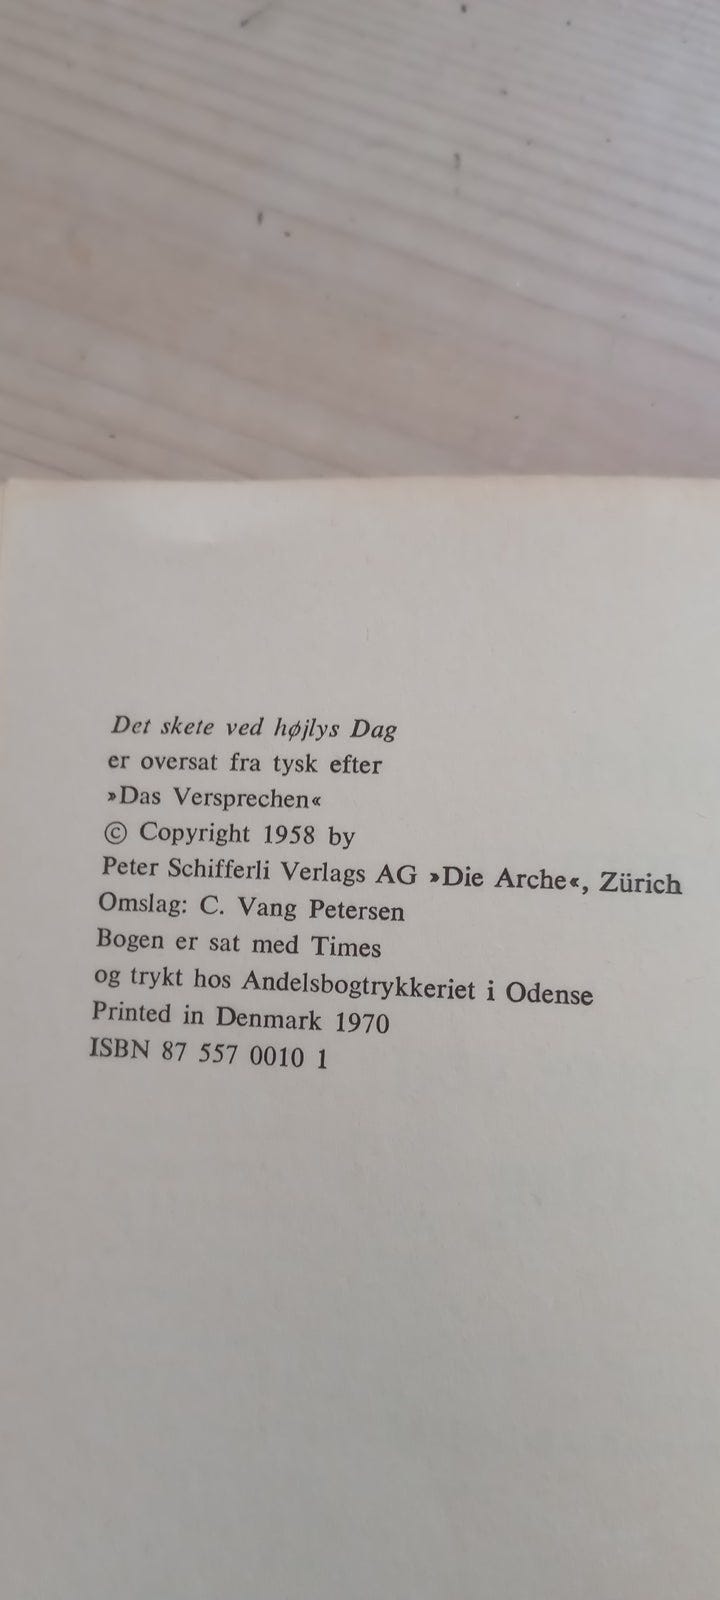 Det skete ved højlys Dag
er oversat fra tysk efter
»Das Versprechen«
© Copyright 1958 by
Peter Schifferli Verlags AG »Die Arche«, Zürich
Omslag: C. Vang Petersen
Bogen er sat med Times
og trykt hos Andelsbogtrykkeriet i Odense
Printed in Denmark 1970
ISBN 87 557 0010 1